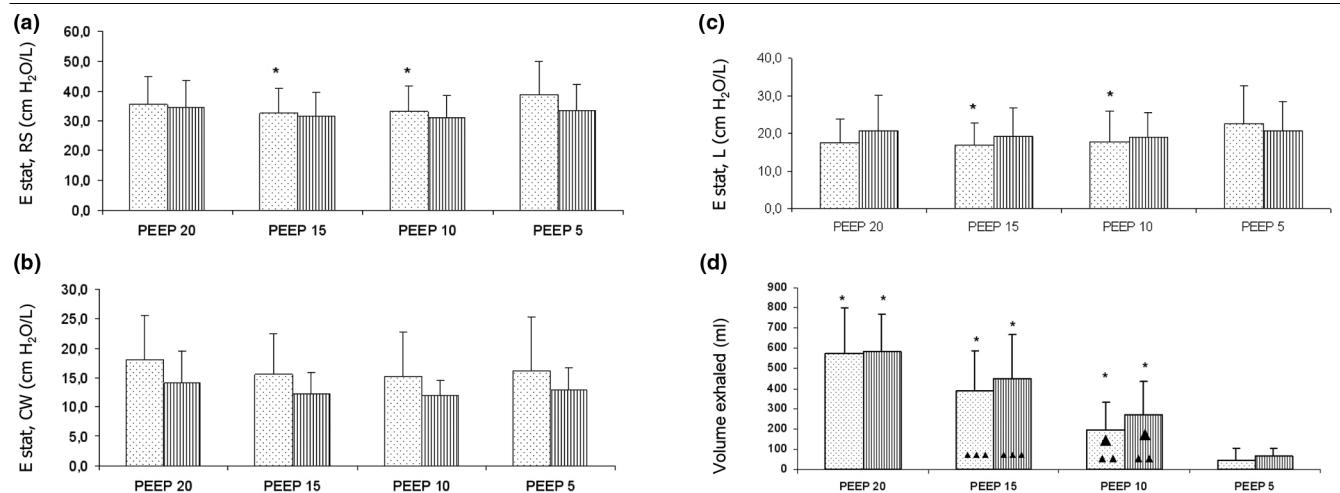 (a)
E stat, RS (cm H₂O/L)
60,0
50,0
40,0
30,0
20,0
10,0
0,0
PEEP 20 PEEP 15 PEEP 10 PEEP 5
* *
(b)
E stat, CW (cm H₂O/L)
30,0
25,0
20,0
15,0
10,0
5,0
0,0
PEEP 20 PEEP 15 PEEP 10 PEEP 5
(c)
E stat, L (cm H₂O/L)
40,0
30,0
20,0
10,0
0,0
PEEP 20 PEEP 15 PEEP 10 PEEP 5
* *
(d)
Volume exhaled (ml)
900
800
700
600
500
400
300
200
100
0
PEEP 20 PEEP 15 PEEP 10 PEEP 5
* * * * * *